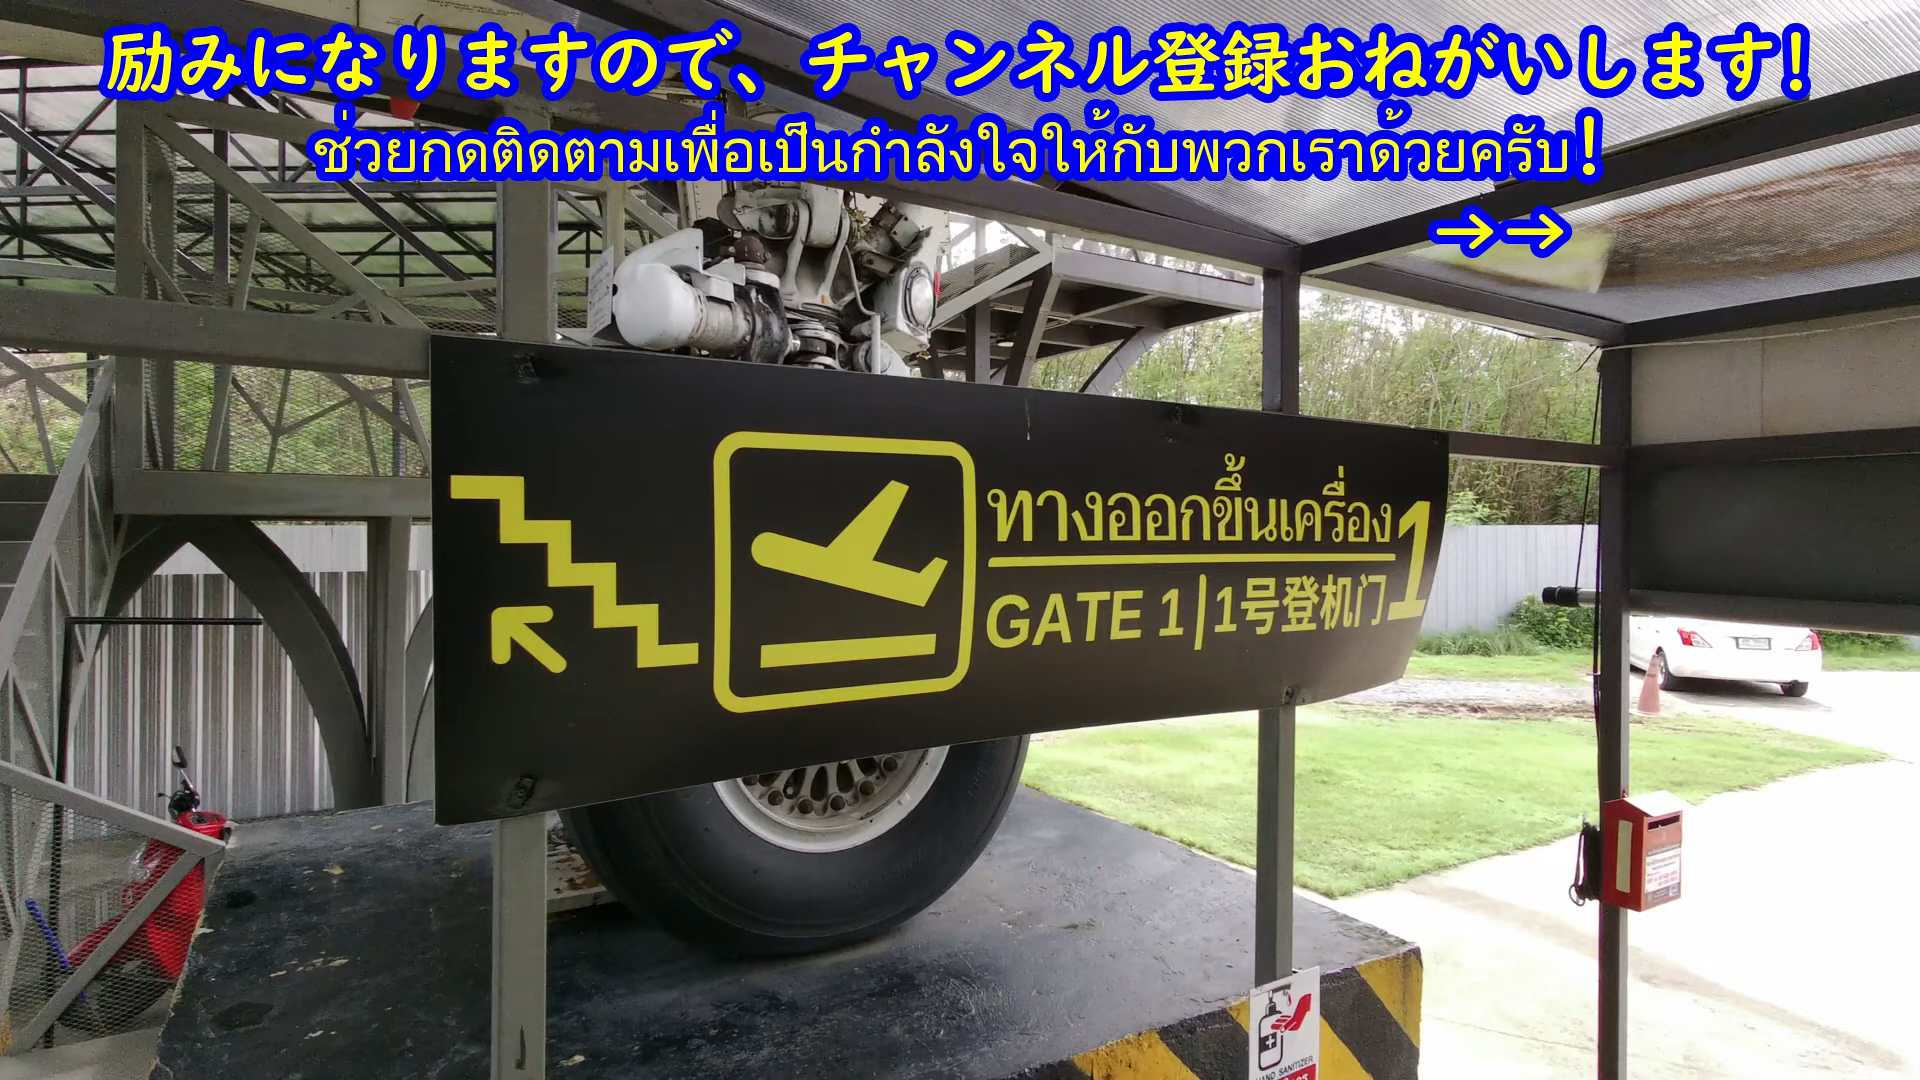 励みになりますので、チャンネル登録おねがいします!
ช่วยกดติดตามเพื่อเป็นกำลังใจให้กับพวกเราด้วยครับ!
→→
ทางออกขึ้นเครื่อง 1
GATE 1|1号登机门
HAND SANITIZER